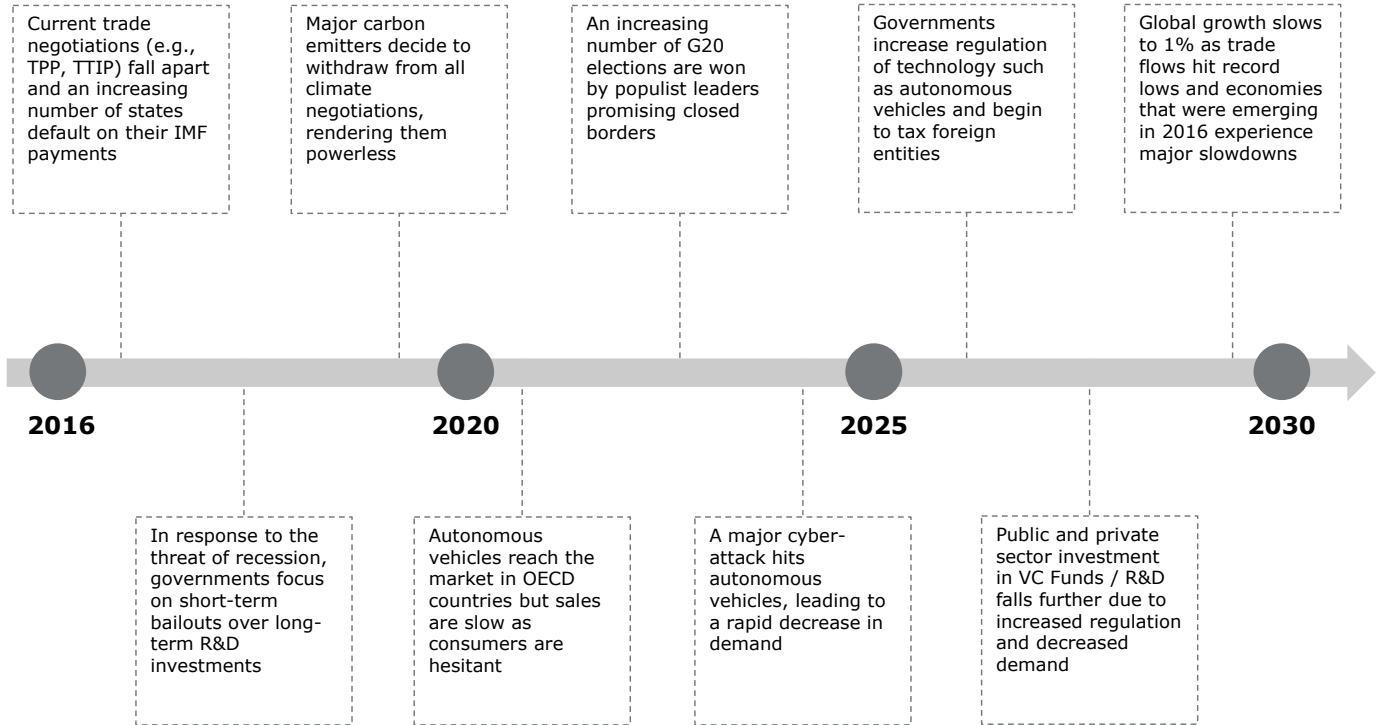 Current trade
negotiations (e.g.,
TPP, TTIP) fall apart
and an increasing
number of states
default on their IMF
payments
Major carbon
emitters decide to
withdraw from all
climate
negotiations,
rendering them
powerless
An increasing
number of G20
elections are won
by populist leaders
promising closed
borders
Governments
increase regulation
of technology such
as autonomous
vehicles and begin
to tax foreign
entities
Global growth slows
to 1% as trade
flows hit record
lows and economies
that were emerging
in 2016 experience
major slowdowns
2016
2020
2025
2030
In response to the
threat of recession,
governments focus
on short-term
bailouts over long-
term R&D
investments
Autonomous
vehicles reach the
market in OECD
countries but sales
are slow as
consumers are
hesitant
A major cyber-
attack hits
autonomous
vehicles, leading to
a rapid decrease in
demand
Public and private
sector investment
in VC Funds / R&D
falls further due to
increased regulation
and decreased
demand